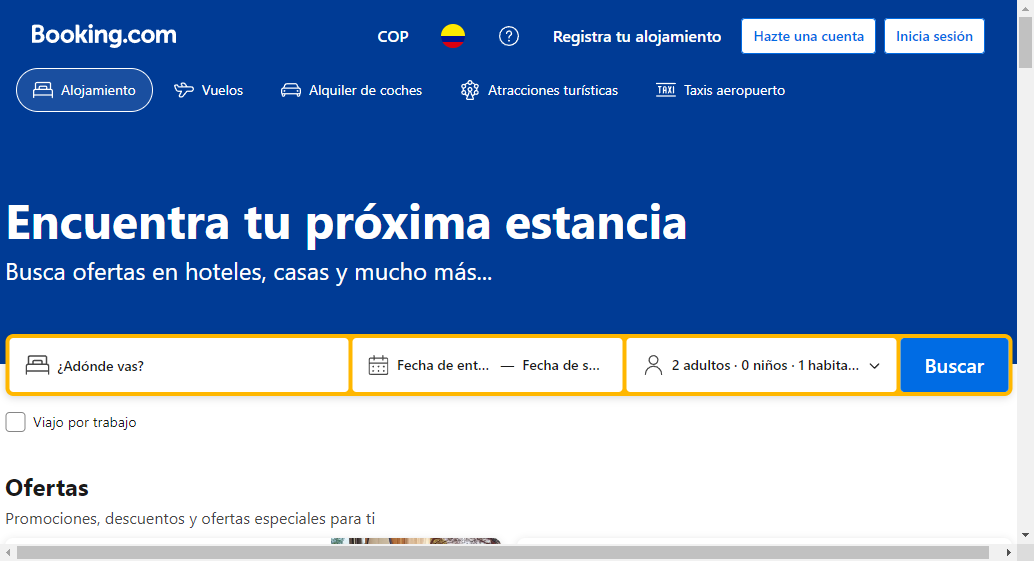 Booking.com
COP
Registra tu alojamiento
Hazte una cuenta
Inicia sesión
Alojamiento
Vuelos
Alquiler de coches
Atracciones turísticas
TAXI
Taxis aeropuerto
Encuentra tu próxima estancia
Busca ofertas en hoteles, casas y mucho más...
¿Adónde vas?
Fecha de ent... — Fecha de s...
2 adultos · 0 niños · 1 habita...
Buscar
Viajo por trabajo
Ofertas
Promociones, descuentos y ofertas especiales para ti